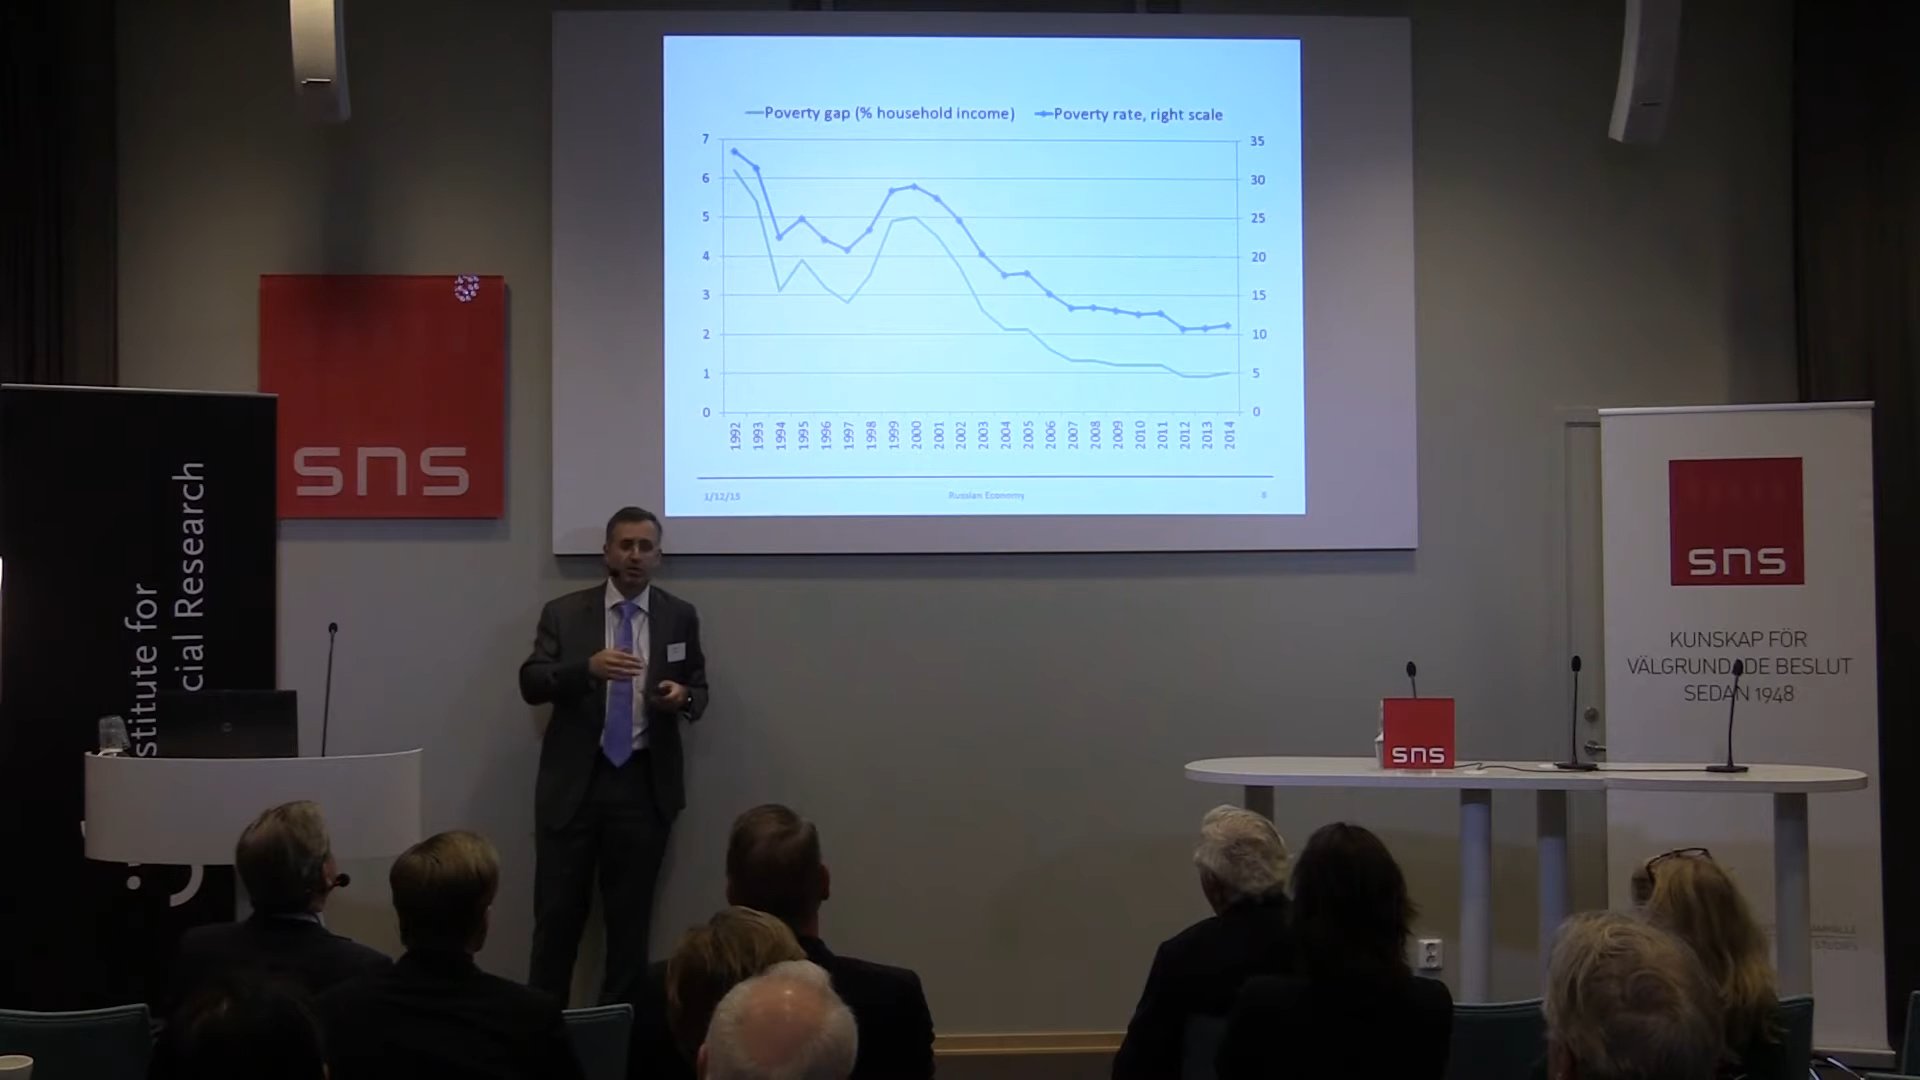 Poverty gap (% household income) Poverty rate, right scale
7
6
5
4
3
2
1
0
35
30
25
20
15
10
5
0
1992 1993 1994 1995 1996 1997 1998 1999 2000 2001 2002 2003 2004 2005 2006 2007 2008 2009 2010 2011 2012 2013 2014
1/12/15 Russian Economy 8
sns
stitute for
cial Research
sns
KUNSKAP FÖR
VÄLGRUNDADE BESLUT
SEDAN 1948
sns